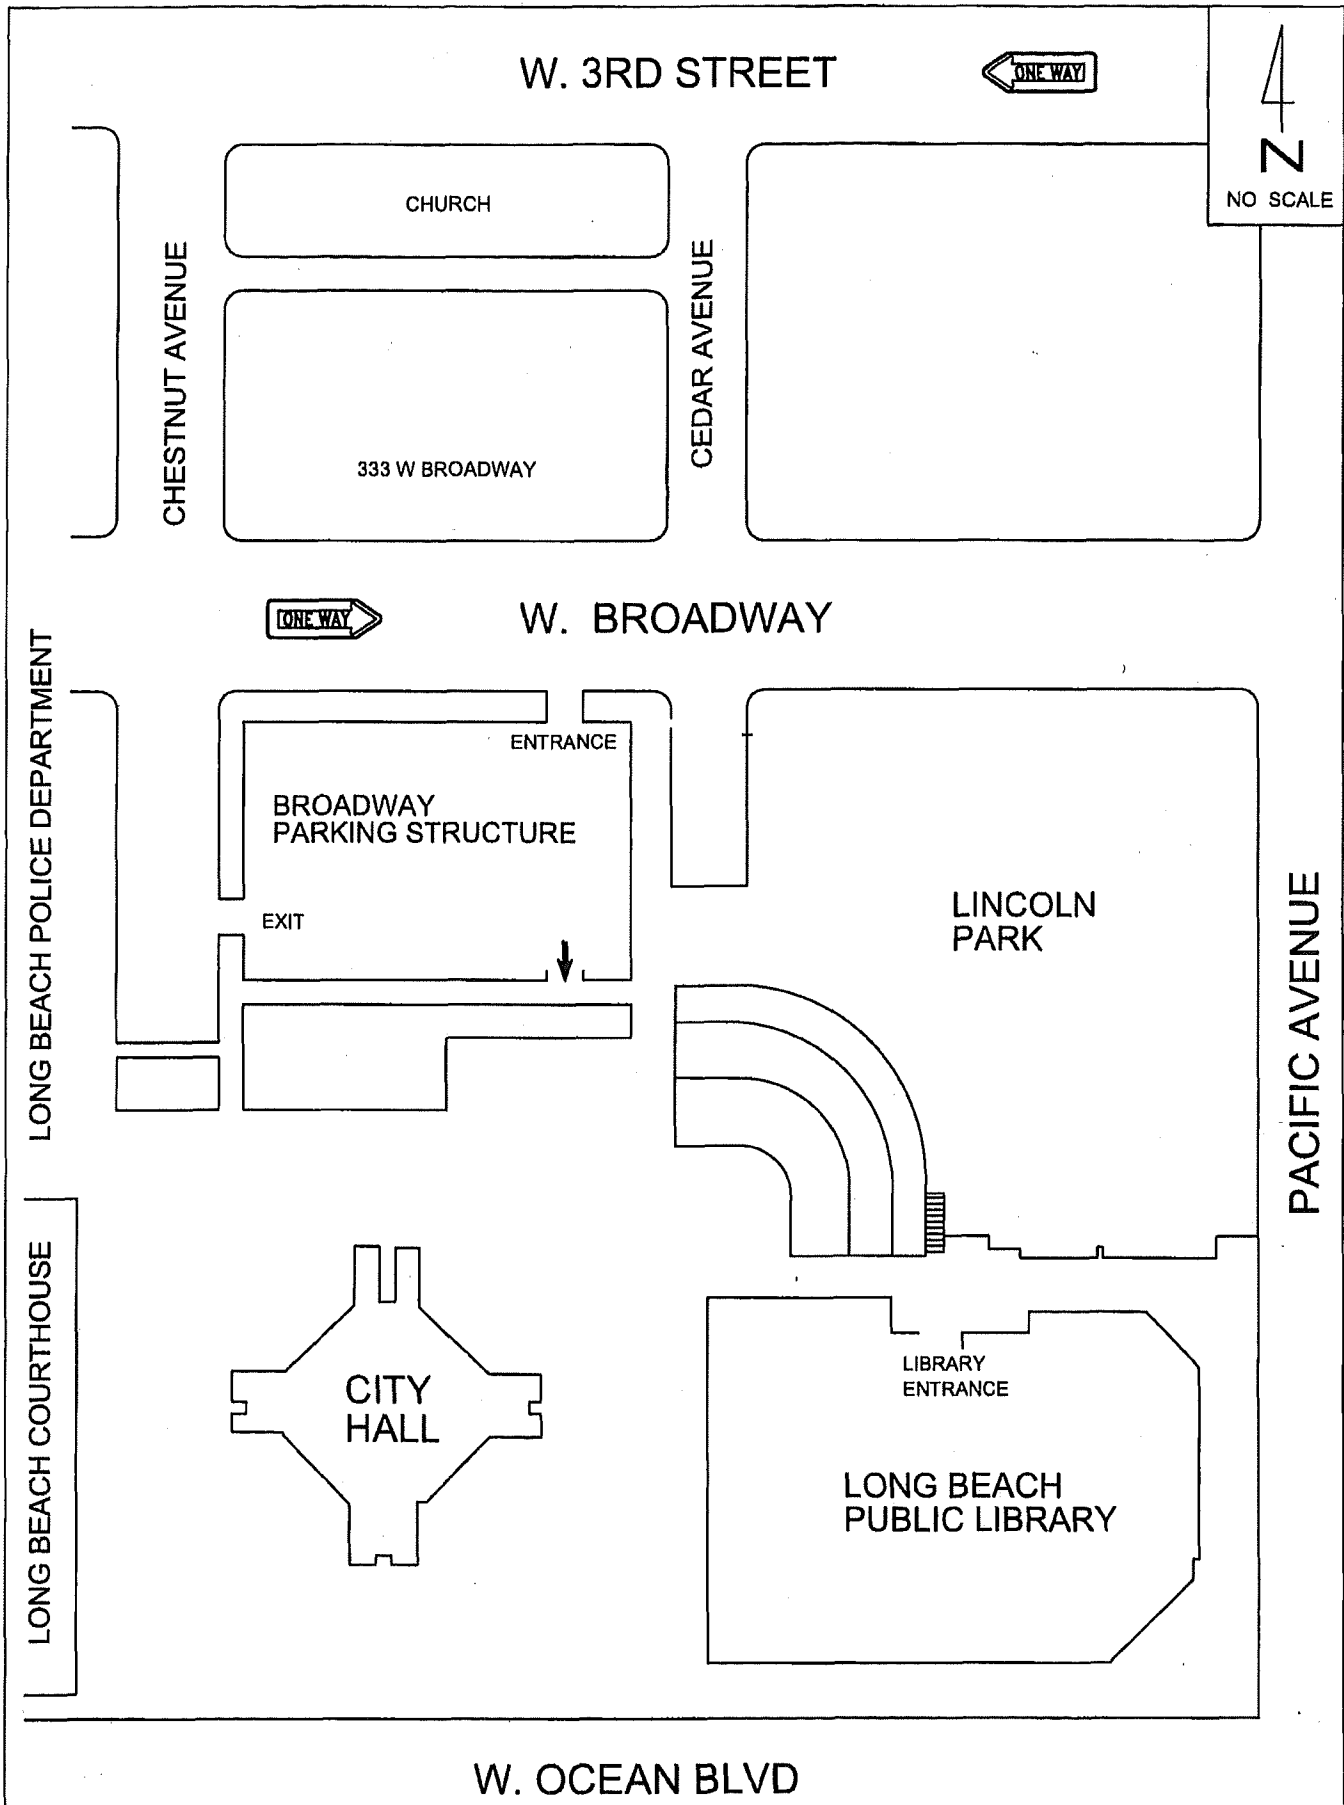 W. 3RD STREET
ONE WAY
N
NO SCALE
CHURCH
CHESTNUT AVENUE
CEDAR AVENUE
333 W BROADWAY
ONE WAY
W. BROADWAY
LONG BEACH POLICE DEPARTMENT
ENTRANCE
BROADWAY
PARKING STRUCTURE
EXIT
LINCOLN
PARK
PACIFIC AVENUE
LONG BEACH COURTHOUSE
CITY
HALL
LIBRARY
ENTRANCE
LONG BEACH
PUBLIC LIBRARY
W. OCEAN BLVD